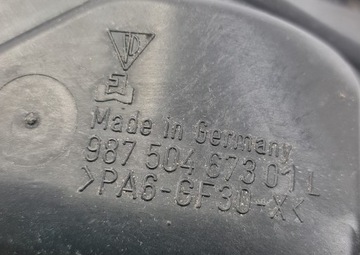 Made in Germany
987 504 673 01 L
>PA6-GF30-X<